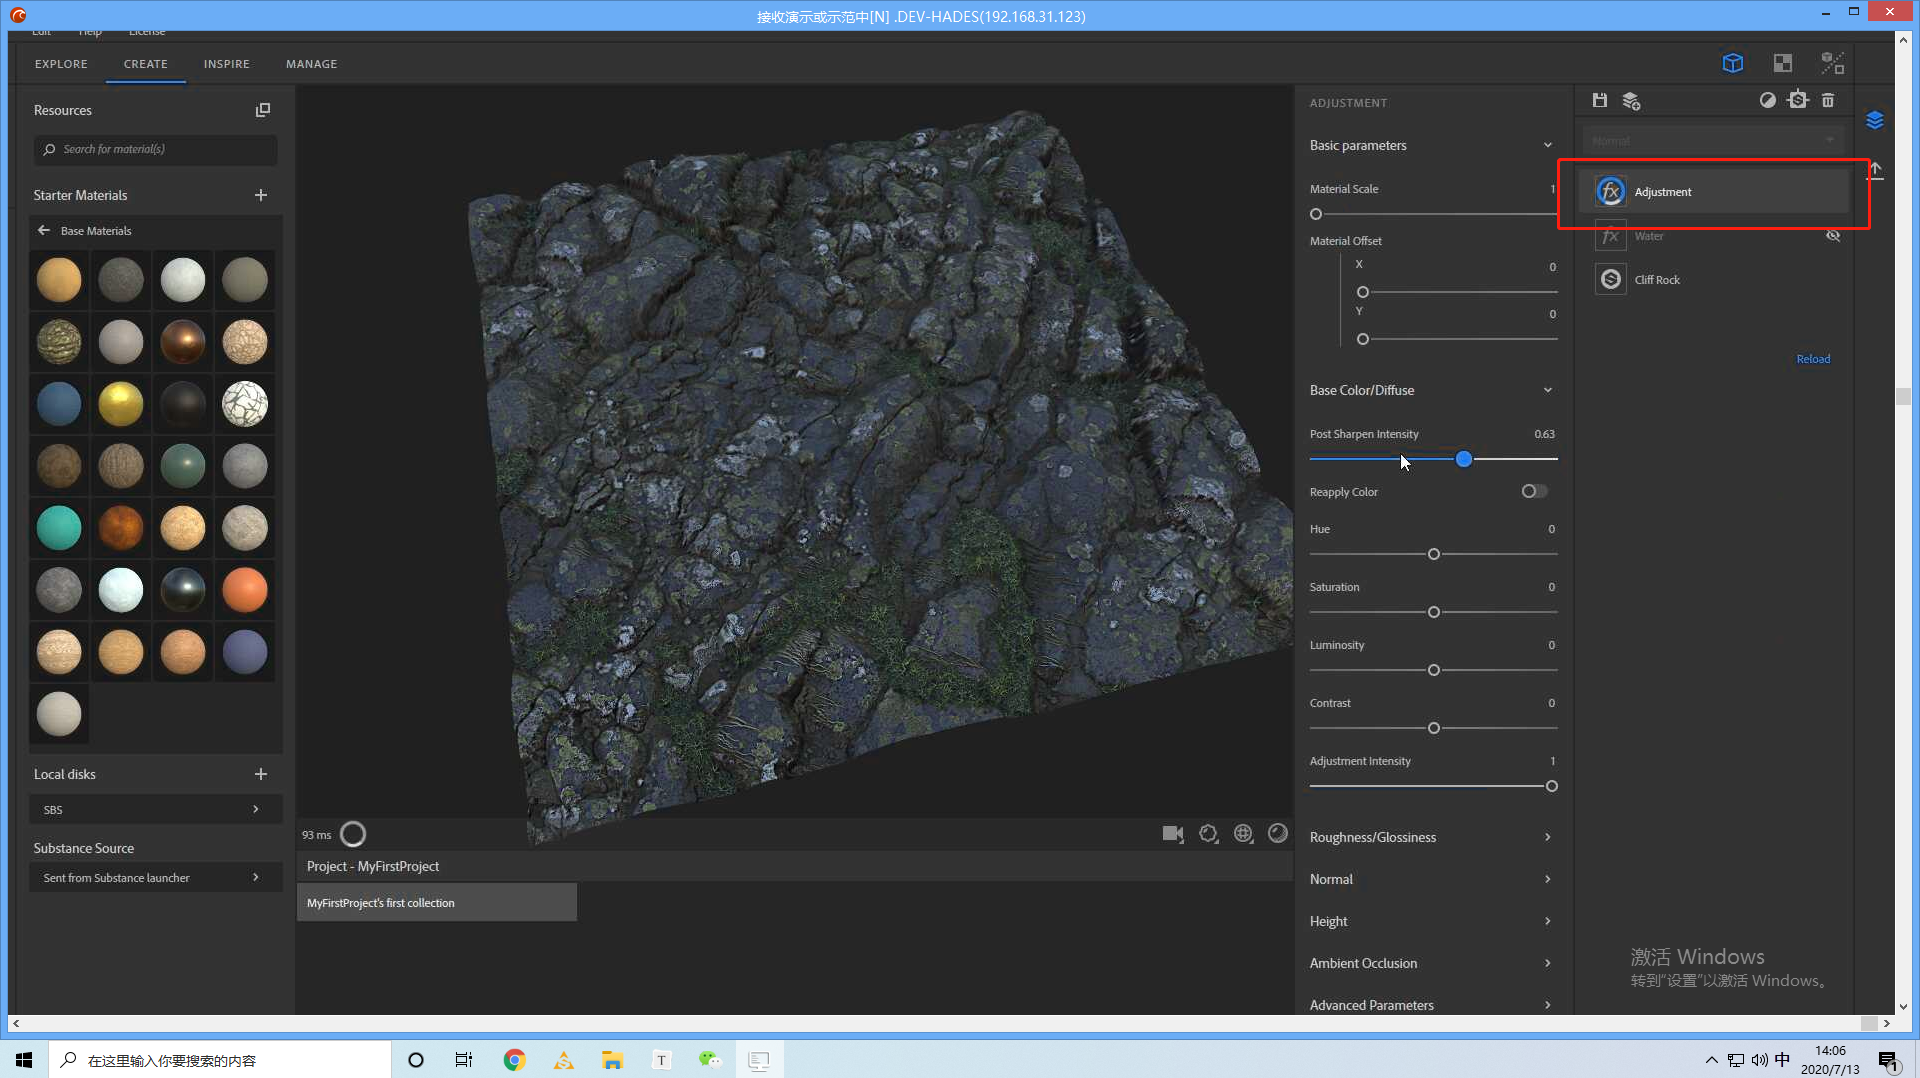 接收演示或示范中[N] .DEV-HADES(192.168.31.123)
Edit Help License
EXPLORE CREATE INSPIRE MANAGE
Resources
Search for material(s)
Starter Materials
Base Materials
Local disks
SBS
Substance Source
Sent from Substance launcher
93 ms
Project - MyFirstProject
MyFirstProject's first collection
ADJUSTMENT
Basic parameters
Material Scale 1
Material Offset
X 0
Y 0
Base Color/Diffuse
Post Sharpen Intensity 0.63
Reapply Color
Hue 0
Saturation 0
Luminosity 0
Contrast 0
Adjustment Intensity 1
Roughness/Glossiness
Normal
Height
Ambient Occlusion
Advanced Parameters
Normal
fx Adjustment
fx Water
Cliff Rock
Reload
激活 Windows
转到"设置"以激活 Windows。
在这里输入你要搜索的内容
T
中
14:06
2020/7/13
1